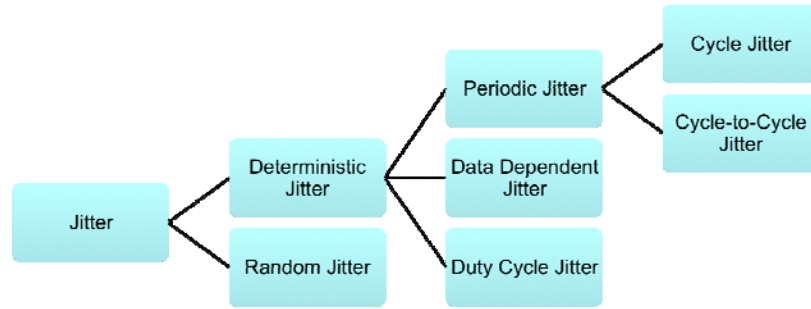 Jitter
Deterministic
Jitter
Random Jitter
Periodic Jitter
Data Dependent
Jitter
Duty Cycle Jitter
Cycle Jitter
Cycle-to-Cycle
Jitter